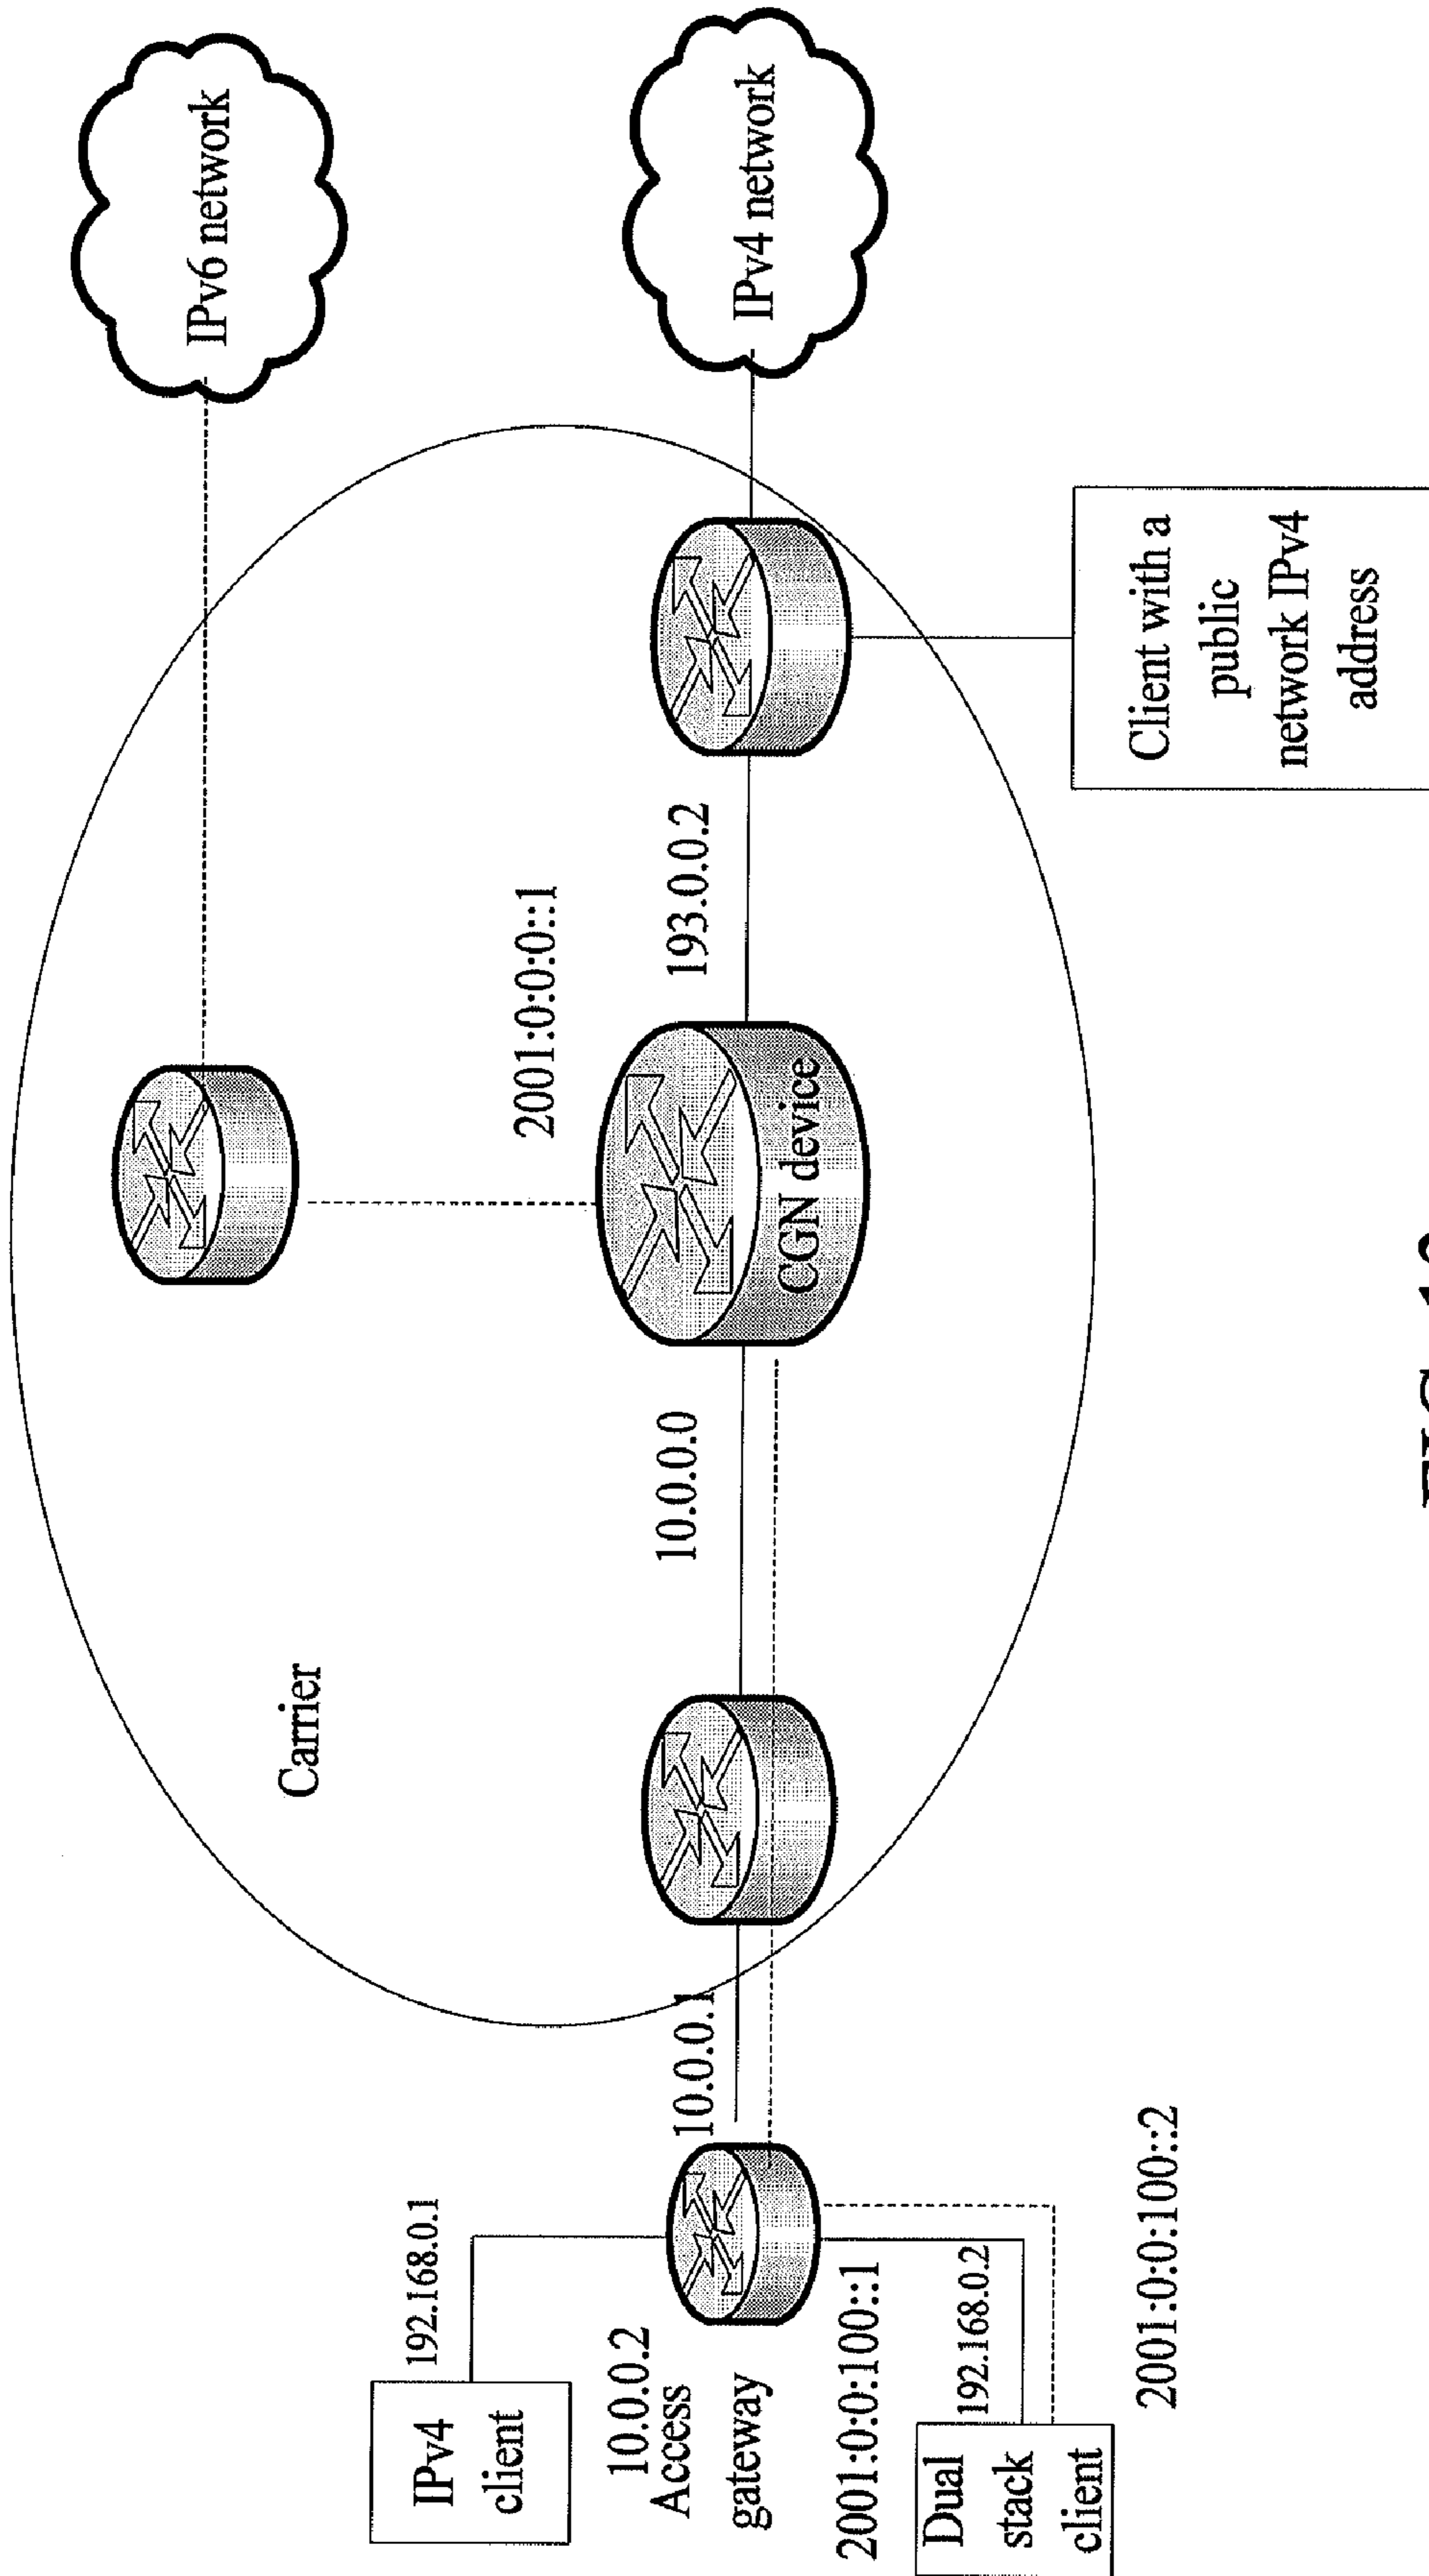 IPv6 network
IPv4 network
Carrier
2001:0:0:0::1
193.0.0.2
10.0.0.0
CGN device
10.0.0.1
192.168.0.1
IPv4
client
10.0.0.2
Access
gateway
2001:0:0:100::1
192.168.0.2
Dual
stack
client
2001:0:0:100::2
Client with a
public
network IPv4
address